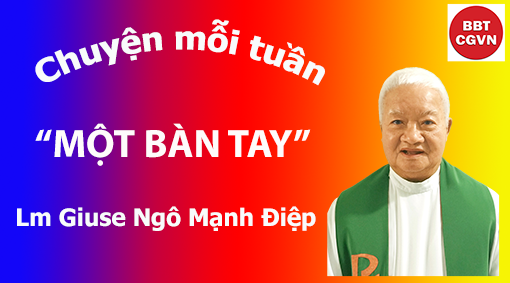 Chuyện mỗi tuần
BBT
CGVN
“MỘT BÀN TAY”
Lm Giuse Ngô Mạnh Điệp